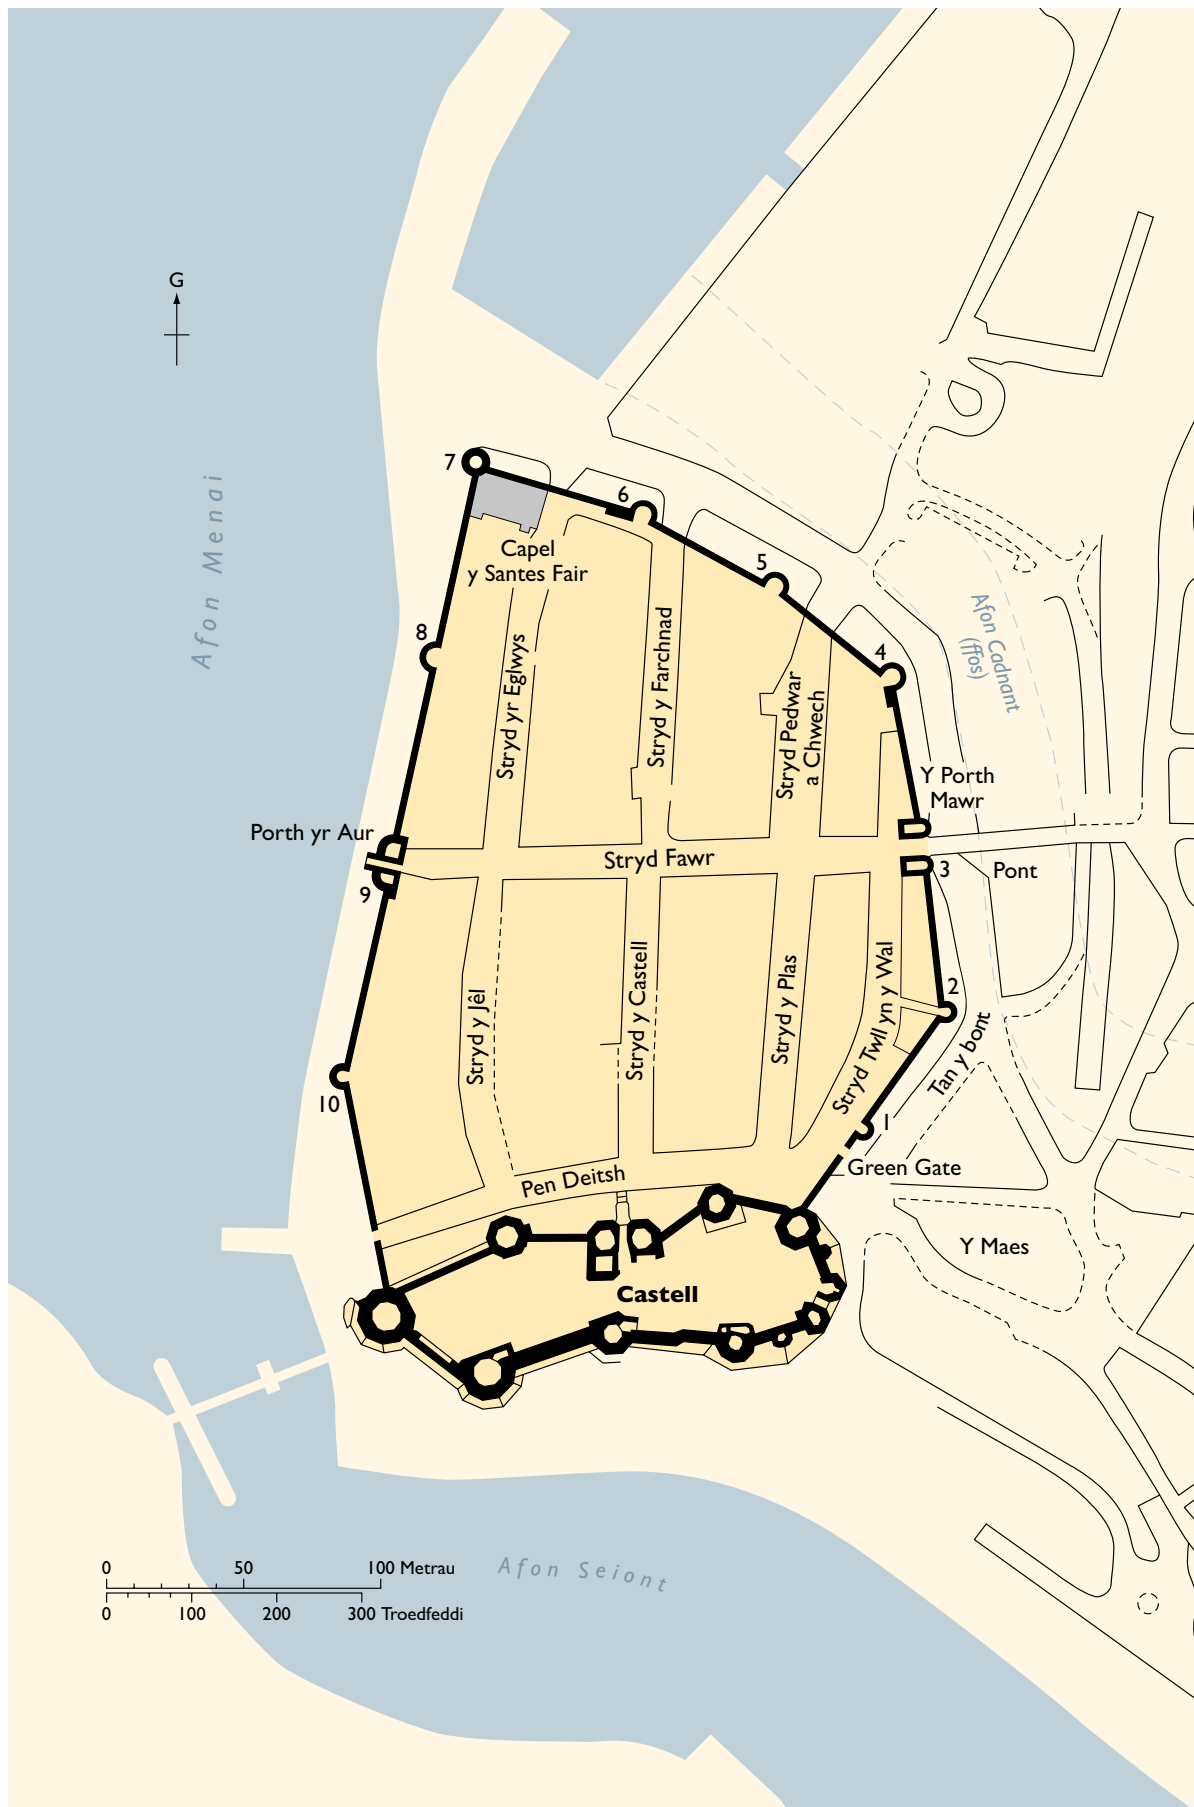 G
Afon Menai
7
6
Capel
y Santes Fair
5
8
4
Afon Cadnant
(ffos)
Stryd yr Eglwys
Stryd y Farchnad
Stryd Pedwar
a Chwech
Y Porth
Mawr
Porth yr Aur
Stryd Fawr
3
Pont
9
Stryd y Jêl
Stryd y Castell
Stryd y Plas
Stryd Twll yn y Wal
2
Tan y bont
10
1
Green Gate
Pen Deitsh
Y Maes
Castell
Afon Seiont
0 50 100 Metrau
0 100 200 300 Troedfeddi